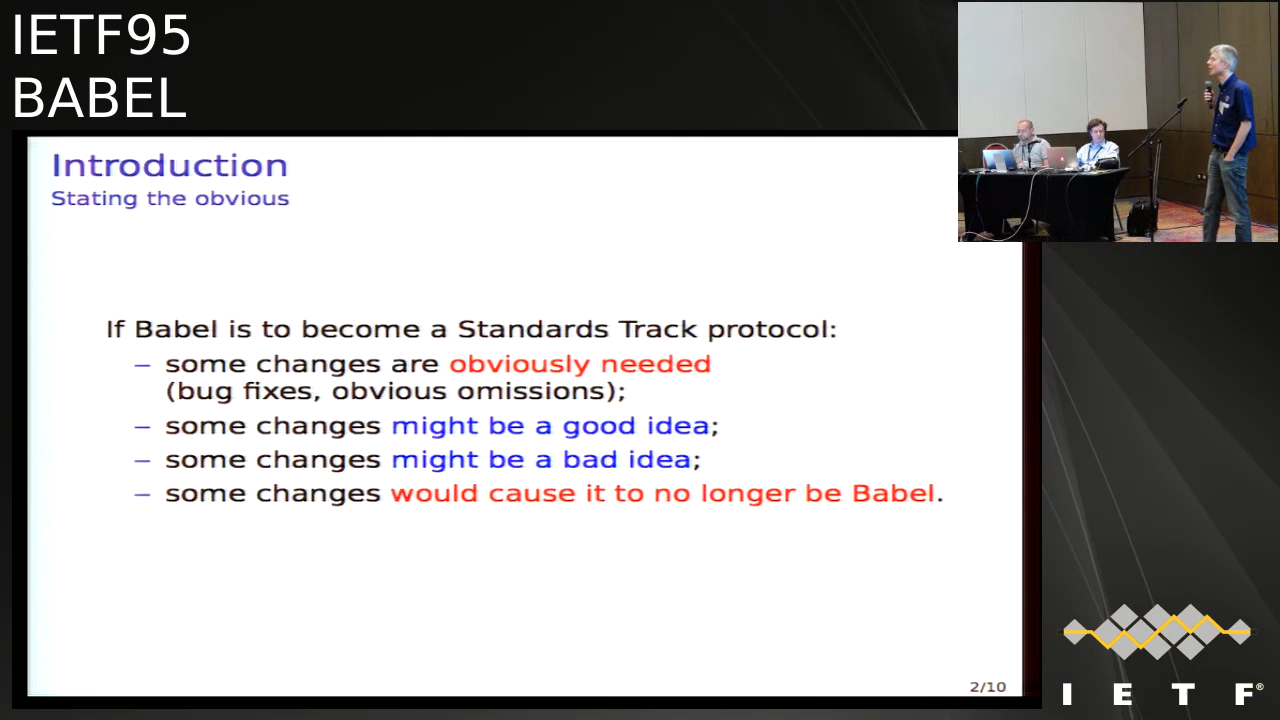 IETF95
BABEL
Introduction
Stating the obvious
If Babel is to become a Standards Track protocol:
– some changes are obviously needed
(bug fixes, obvious omissions);
– some changes might be a good idea;
– some changes might be a bad idea;
– some changes would cause it to no longer be Babel.
2/10
I E T F®